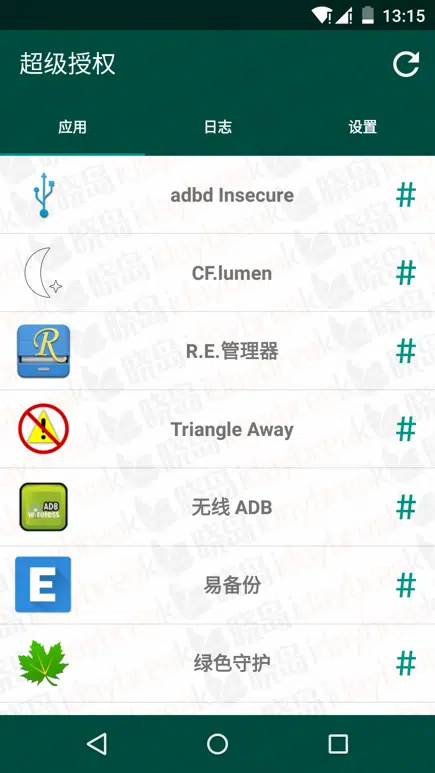 13:15
超级授权
应用
日志
设置
adbd Insecure
#
CF.lumen
#
R.E.管理器
#
Triangle Away
#
ADB
wireless
无线 ADB
#
E
易备份
#
绿色守护
#